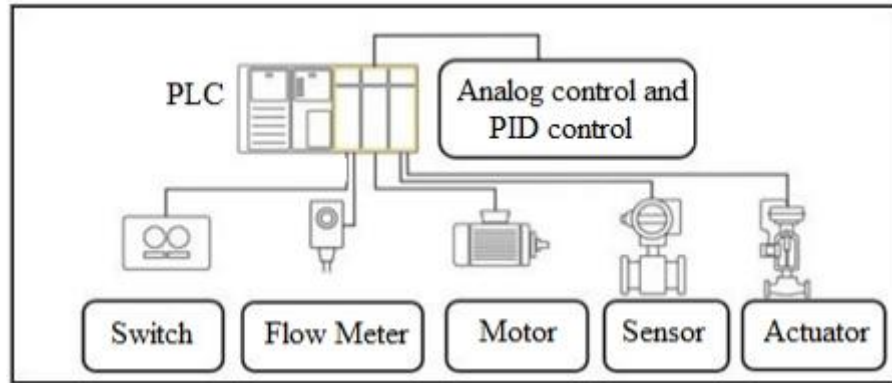 PLC
Analog control and
PID control
Switch
Flow Meter
Motor
Sensor
Actuator